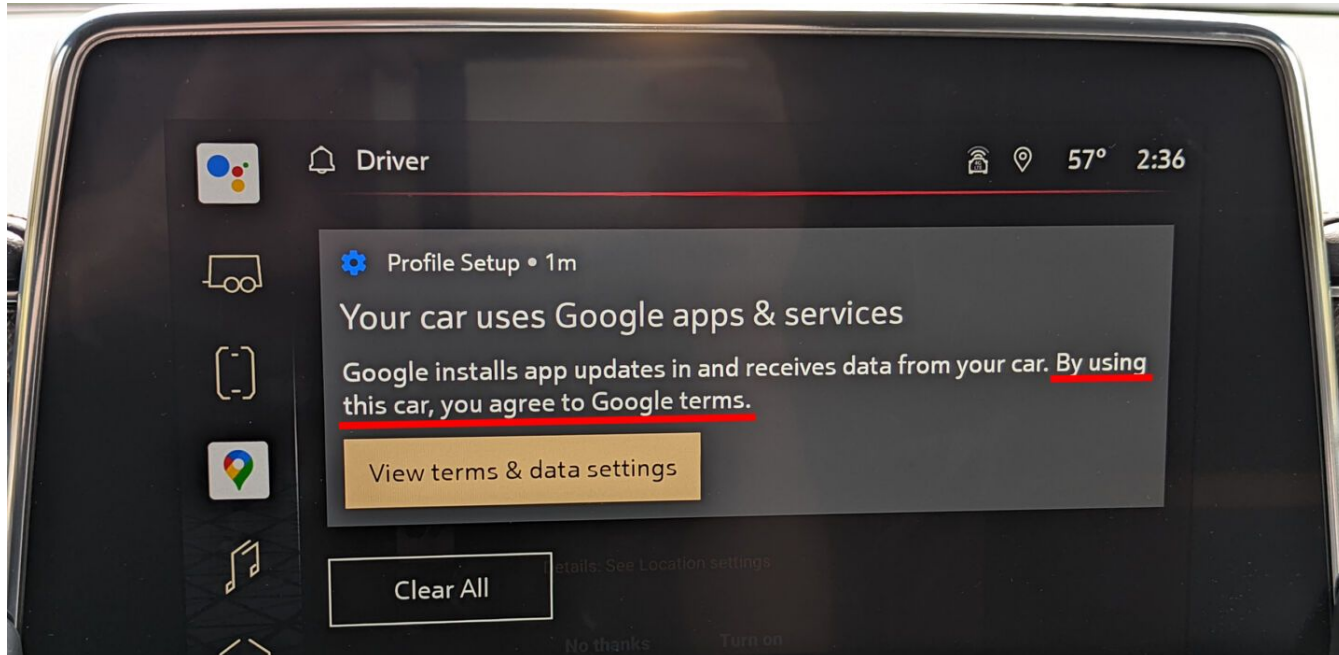 Driver
57° 2:36
Profile Setup • 1m
Your car uses Google apps & services
Google installs app updates in and receives data from your car. By using
this car, you agree to Google terms.
View terms & data settings
Details: See Location settings
Clear All
No thanks Turn on